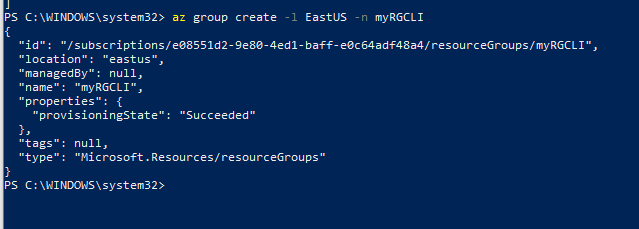 ]
PS C:\WINDOWS\system32> az group create -l EastUS -n myRGCLI
{
  "id": "/subscriptions/e08551d2-9e80-4ed1-baff-e0c64adf48a4/resourceGroups/myRGCLI",
  "location": "eastus",
  "managedBy": null,
  "name": "myRGCLI",
  "properties": {
    "provisioningState": "Succeeded"
  },
  "tags": null,
  "type": "Microsoft.Resources/resourceGroups"
}
PS C:\WINDOWS\system32>